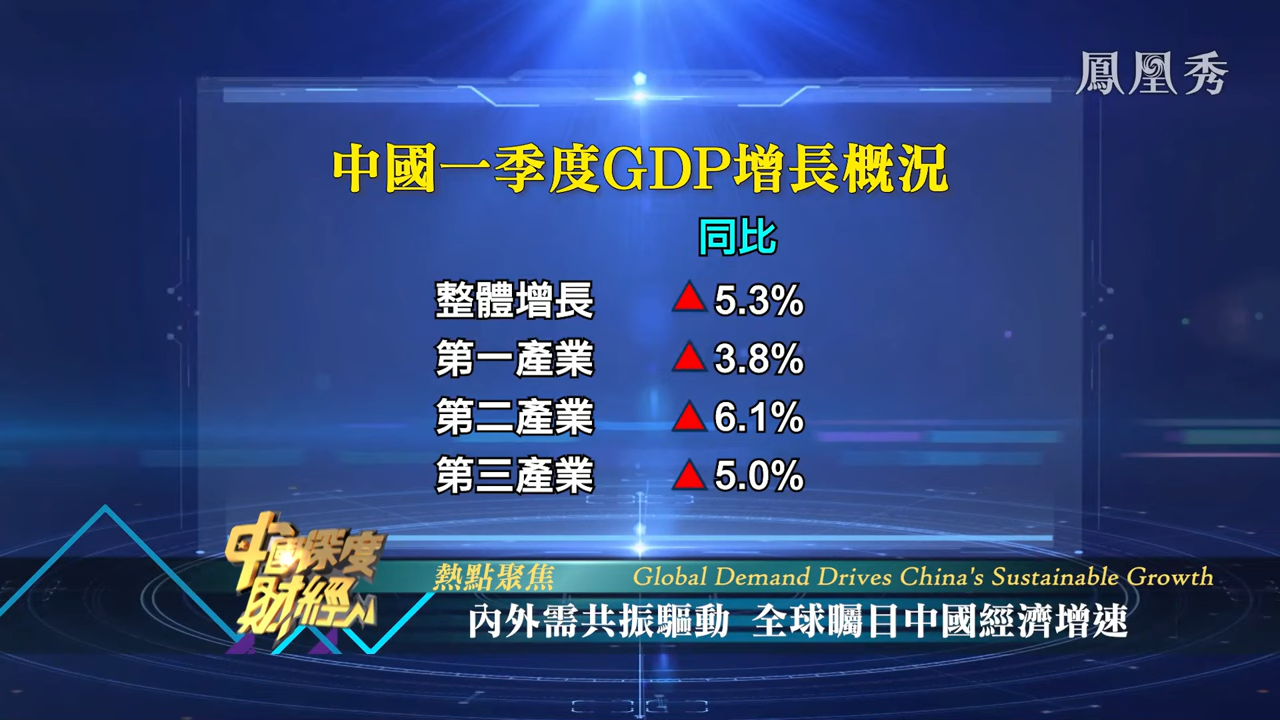 鳳凰秀
中國一季度GDP增長概況
同比
整體增長 ▲ 5.3%
第一產業 ▲ 3.8%
第二產業 ▲ 6.1%
第三產業 ▲ 5.0%
中國深度
財經
熱點聚焦 Global Demand Drives China's Sustainable Growth
內外需共振驅動 全球矚目中國經濟增速